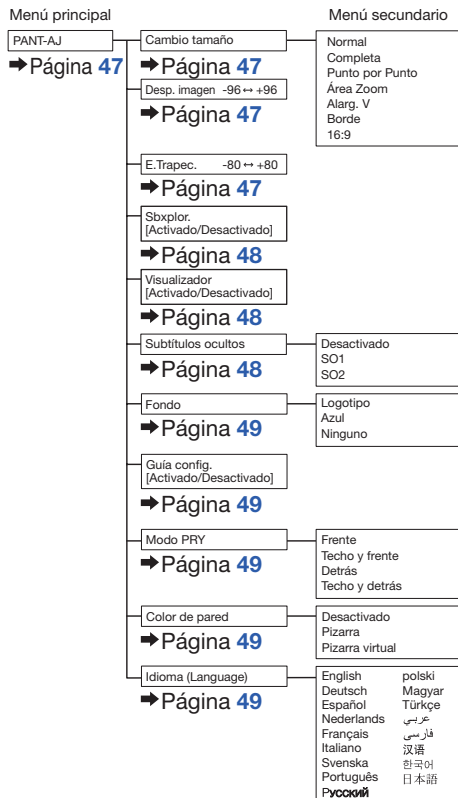 Menú principal
Menú secundario
PANT-AJ
➡Página 47
Cambio tamaño
➡Página 47
Normal
Completa
Punto por Punto
Área Zoom
Alarg. V
Borde
16:9
Desp. imagen -96 ↔ +96
➡Página 47
E.Trapec. -80 ↔ +80
➡Página 47
Sbxplor.
[Activado/Desactivado]
➡Página 48
Visualizador
[Activado/Desactivado]
➡Página 48
Subtítulos ocultos
➡Página 48
Desactivado
SO1
SO2
Fondo
➡Página 49
Logotipo
Azul
Ninguno
Guía config.
[Activado/Desactivado]
➡Página 49
Modo PRY
➡Página 49
Frente
Techo y frente
Detrás
Techo y detrás
Color de pared
➡Página 49
Desactivado
Pizarra
Pizarra virtual
Idioma (Language)
➡Página 49
English
Deutsch
Español
Nederlands
Français
Italiano
Svenska
Português
Русский
polski
Magyar
Türkçe
عربي
فارسی
汉语
한국어
日本語